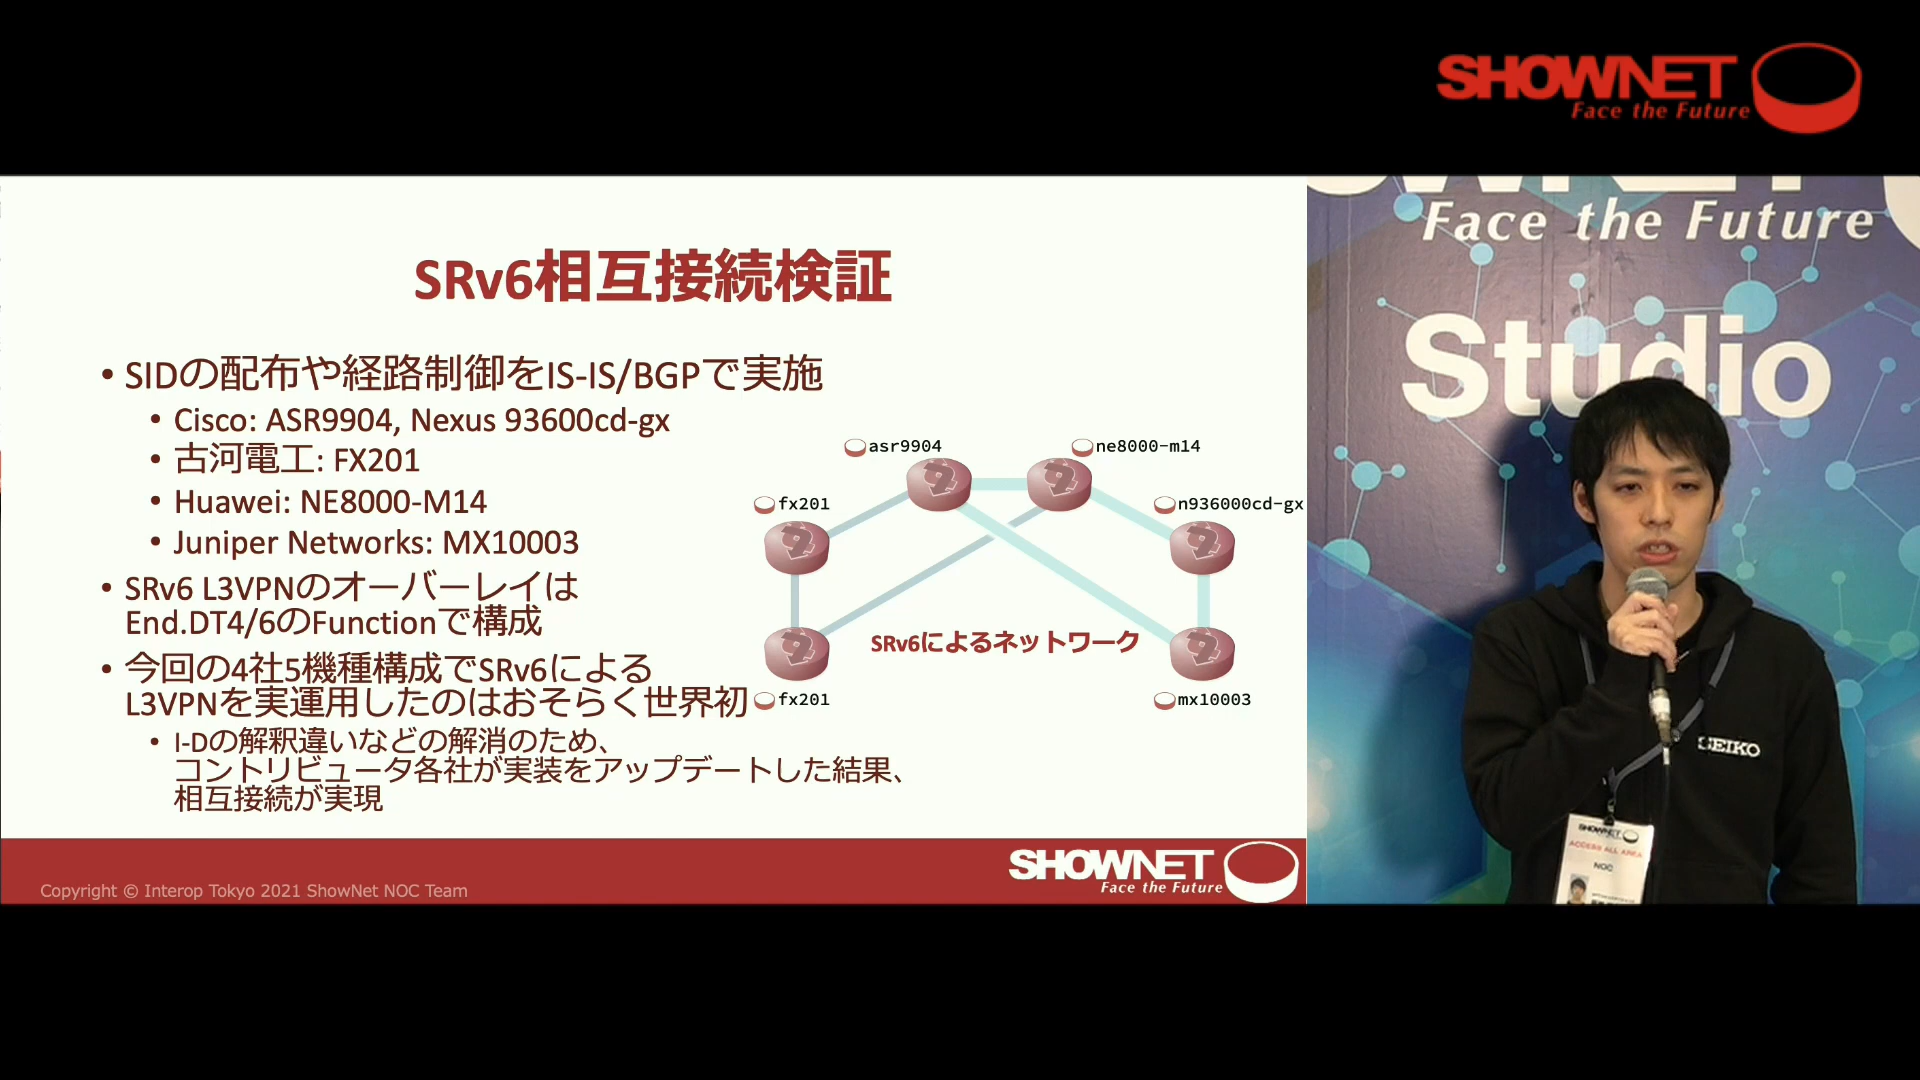 SHOWNET
Face the Future
SRv6相互接続検証
• SIDの配布や経路制御をIS-IS/BGPで実施
• Cisco: ASR9904, Nexus 93600cd-gx
• 古河電工: FX201
• Huawei: NE8000-M14
• Juniper Networks: MX10003
• SRv6 L3VPNのオーバーレイは
End.DT4/6のFunctionで構成
• 今回の4社5機種構成でSRv6による
L3VPNを実運用したのはおそらく世界初
• I-Dの解釈違いなどの解消のため、
コントリビュータ各社が実装をアップデートした結果、
相互接続が実現
asr9904
ne8000-m14
fx201
n936000cd-gx
SRv6によるネットワーク
fx201
mx10003
Copyright © Interop Tokyo 2021 ShowNet NOC Team
SHOWNET
Face the Future
Face the Future
Studio
SEIKO
SHOWNET
ACCESS ALL AREA
NOC